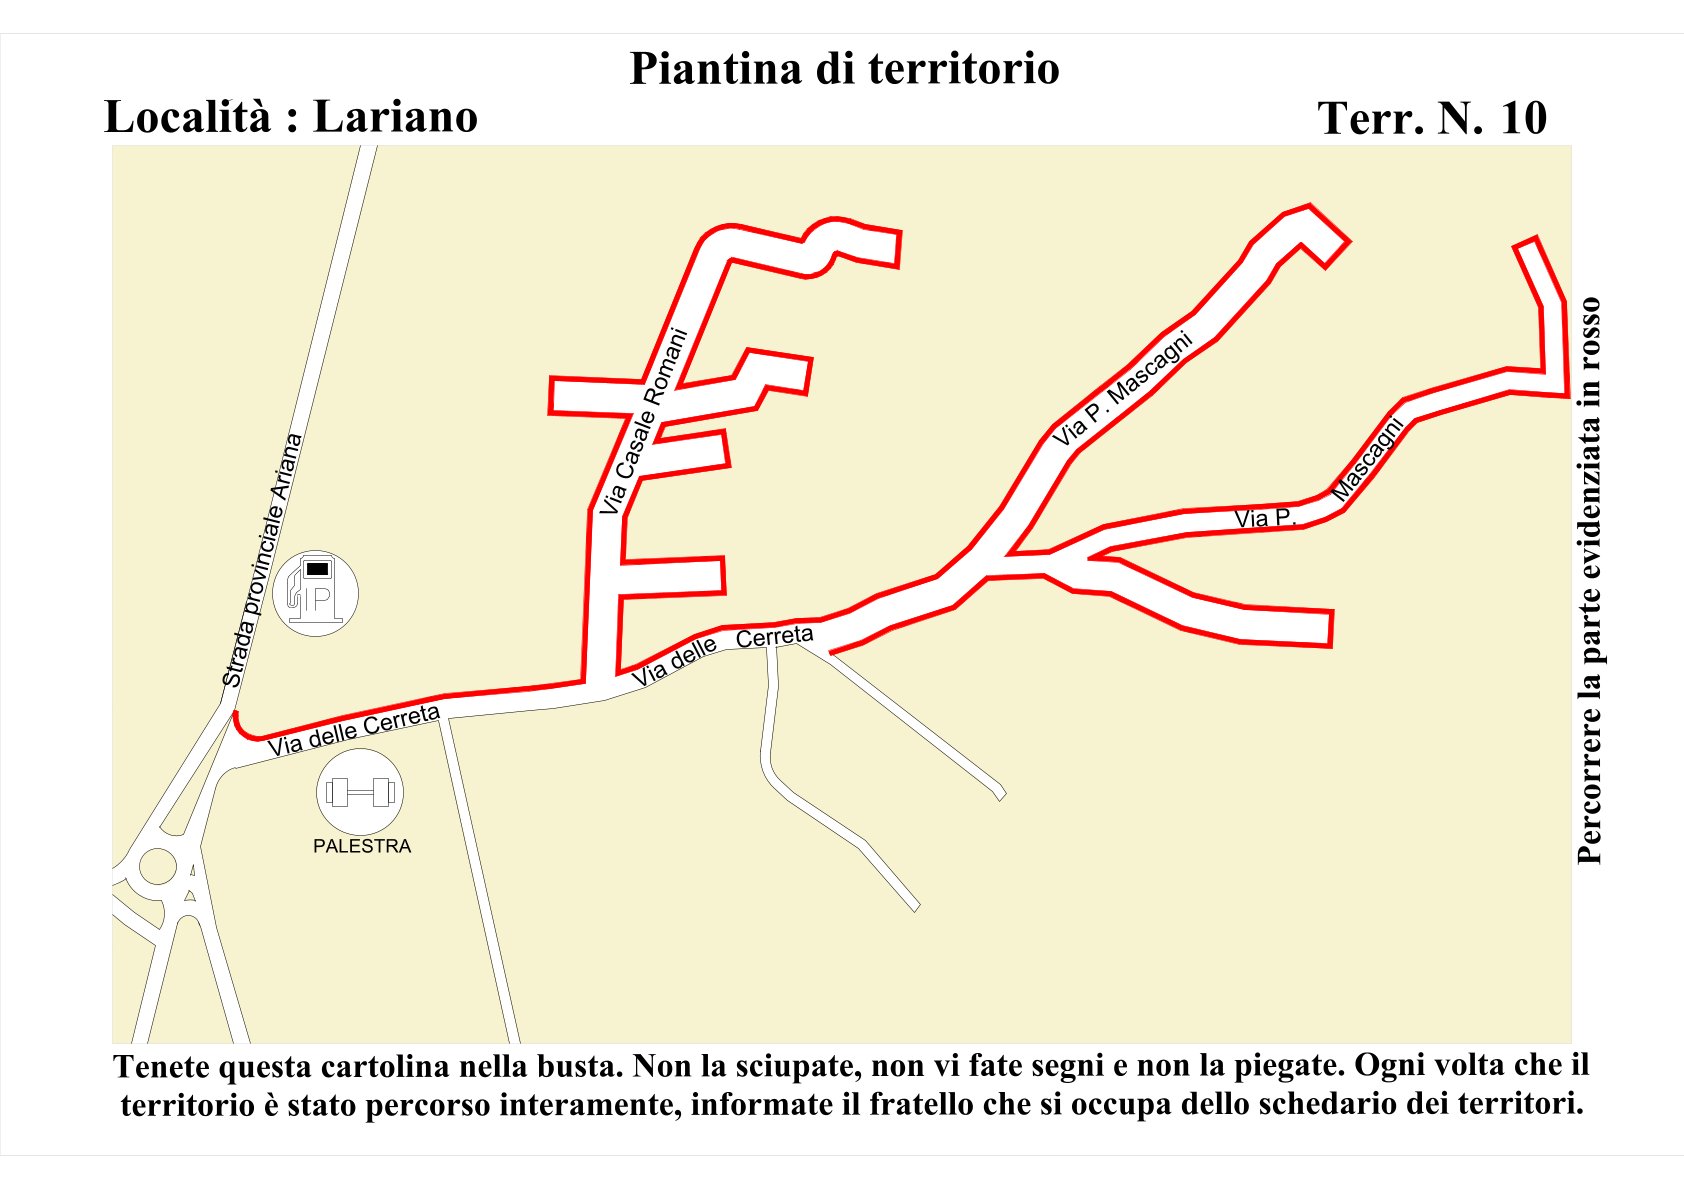 Piantina di territorio
Località : Lariano
Terr. N. 10
Strada provinciale Ariana
IP
Via Casale Romani
Via P. Mascagni
Via P.
Mascagni
Via delle Cerreta
Via delle
Cerreta
PALESTRA
Percorrere la parte evidenziata in rosso
Tenete questa cartolina nella busta. Non la sciupate, non vi fate segni e non la piegate. Ogni volta che il
territorio è stato percorso interamente, informate il fratello che si occupa dello schedario dei territori.